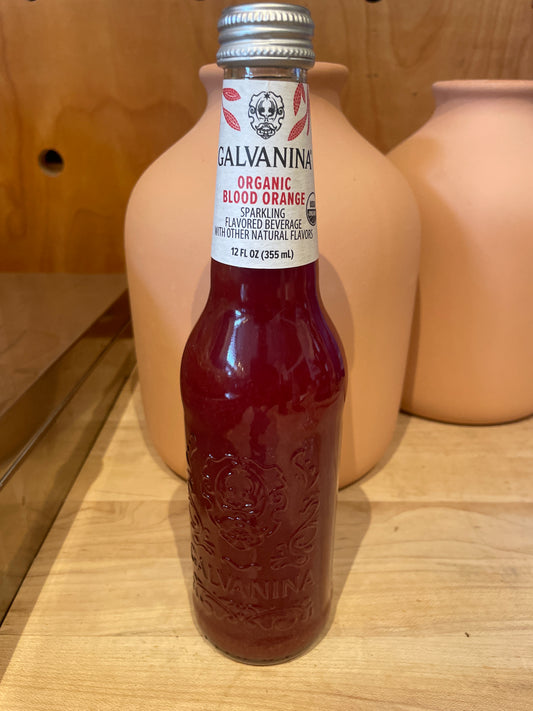 GALVANINA
ORGANIC
BLOOD ORANGE
SPARKLING
FLAVORED BEVERAGE
WITH OTHER NATURAL FLAVORS
12 FL OZ (355 mL)
GALVANINA